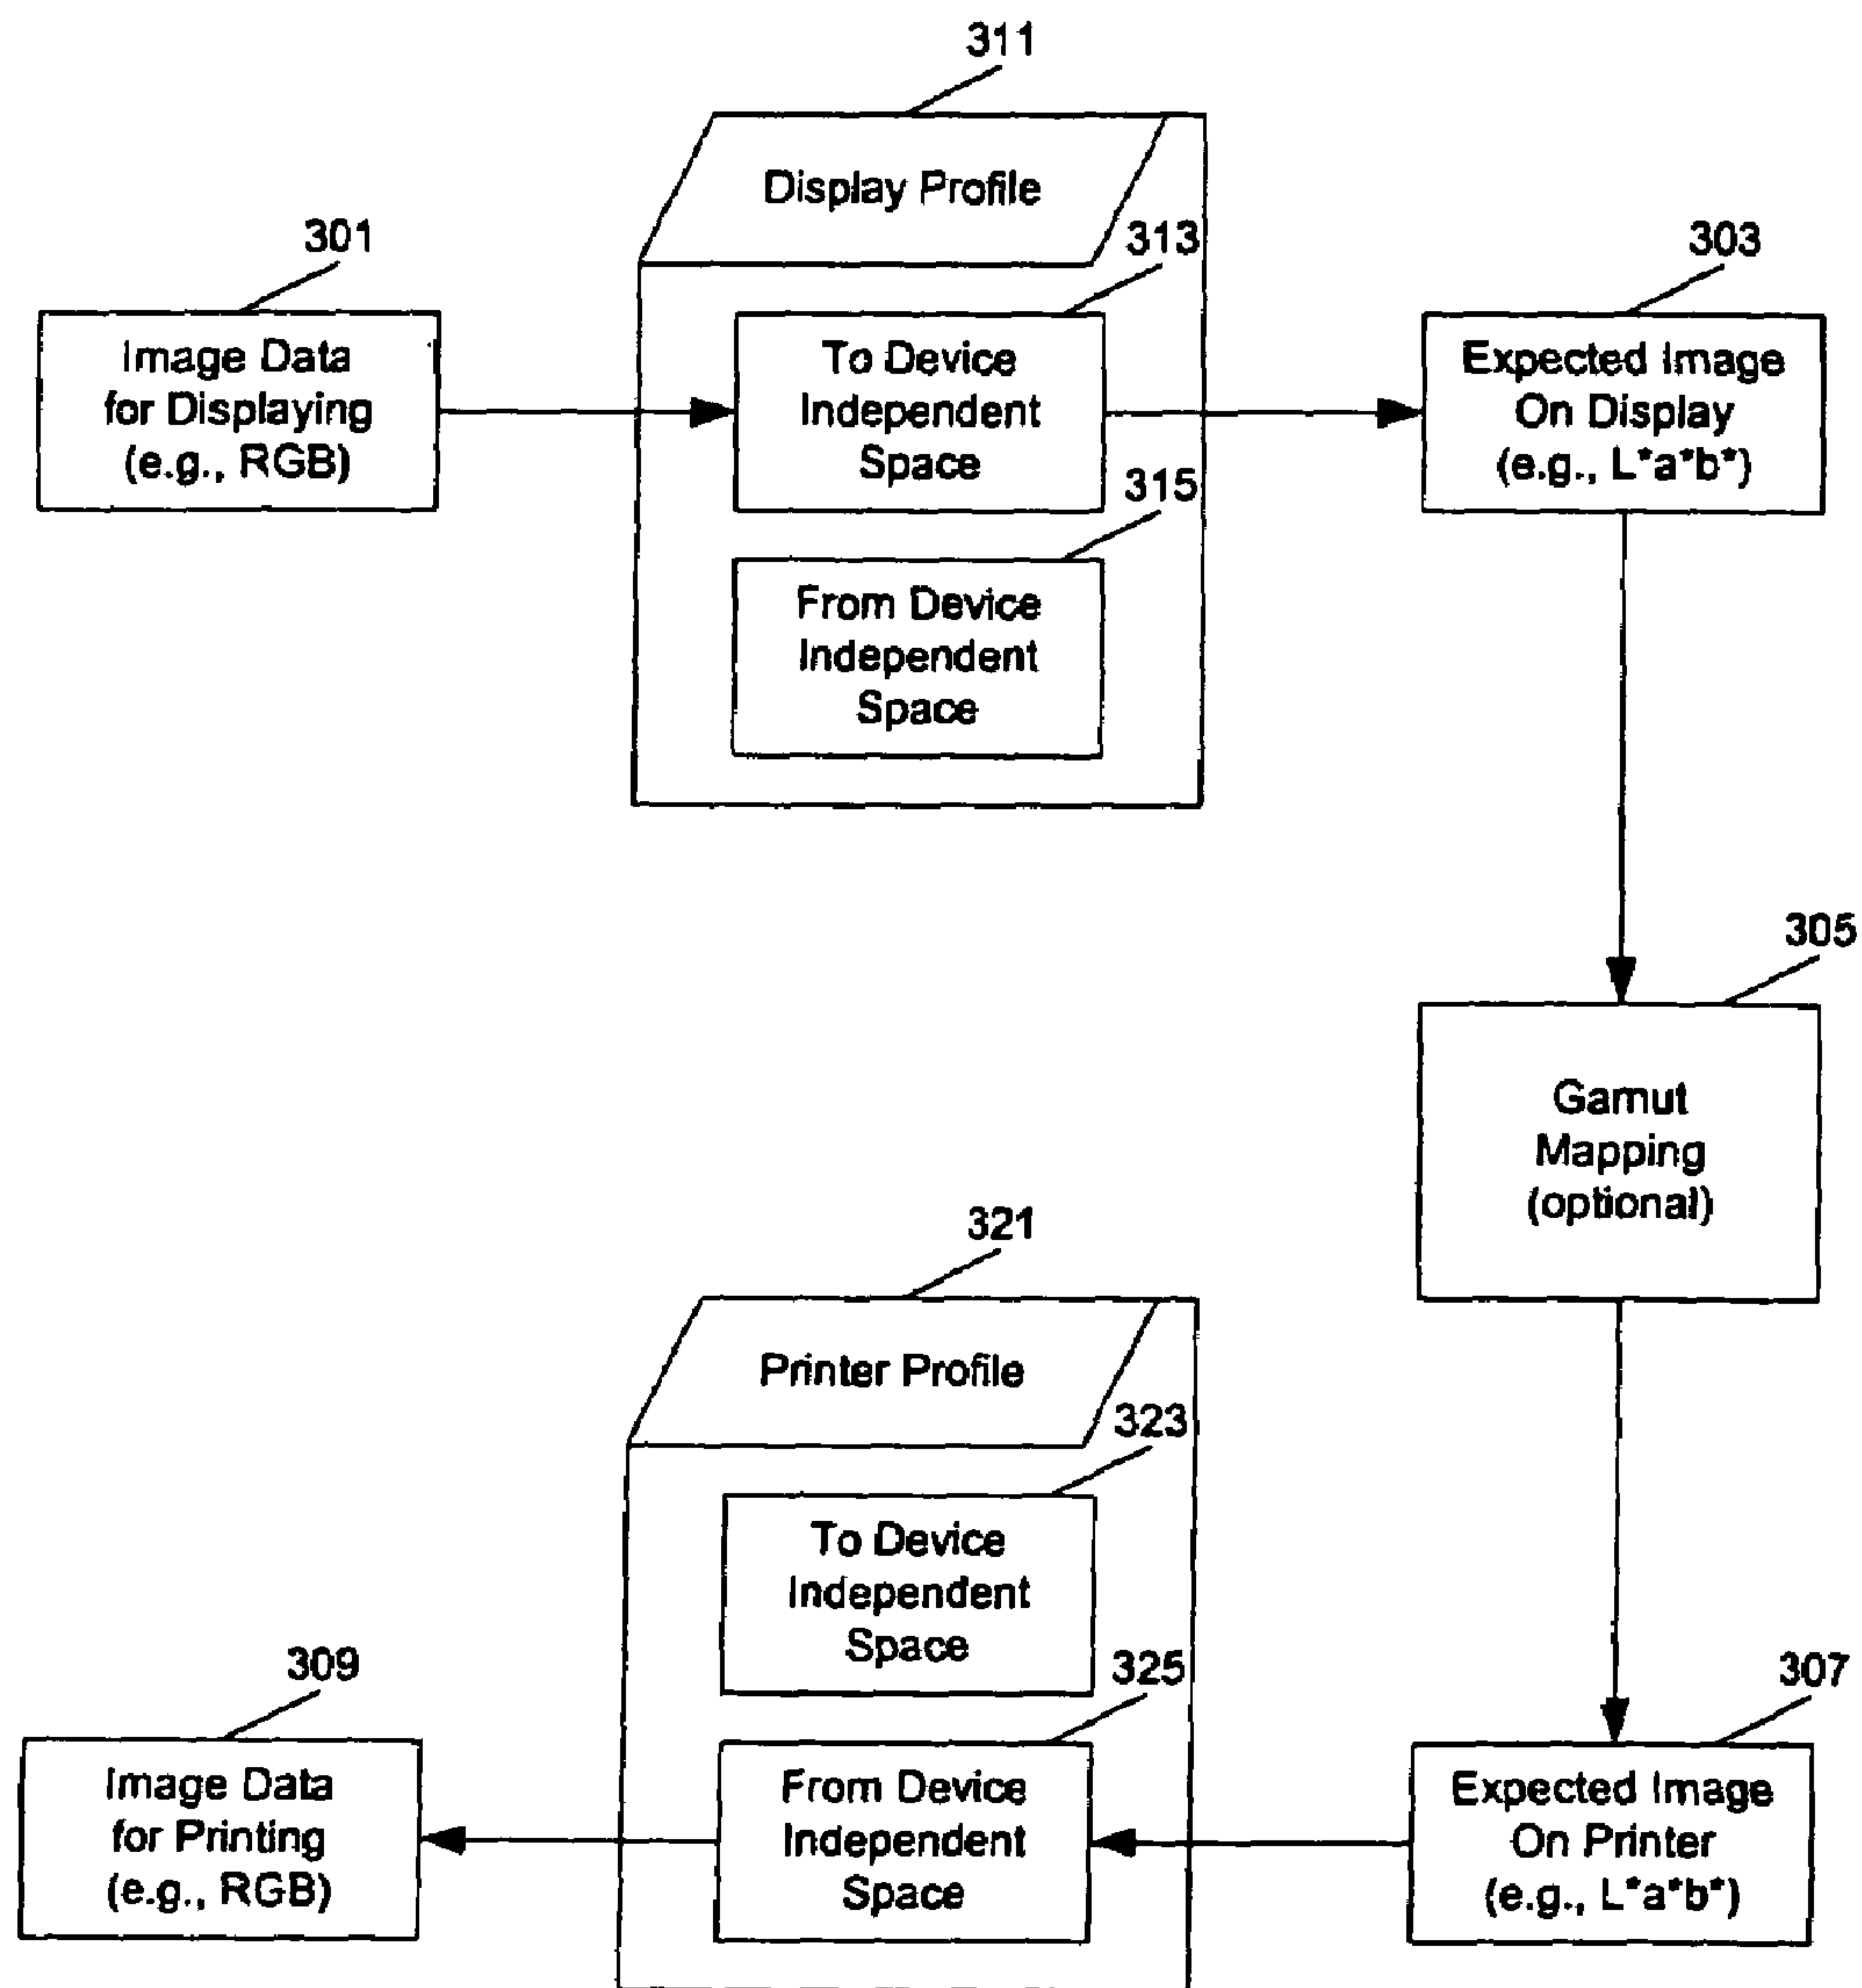 311
Display Profile
301
313
303
Image Data
for Displaying
(e.g., RGB)
To Device
Independent
Space
Expected Image
On Display
(e.g., L*a*b*)
315
From Device
Independent
Space
305
Gamut
Mapping
(optional)
321
Printer Profile
323
To Device
Independent
Space
309
325
307
Image Data
for Printing
(e.g., RGB)
From Device
Independent
Space
Expected Image
On Printer
(e.g., L*a*b*)